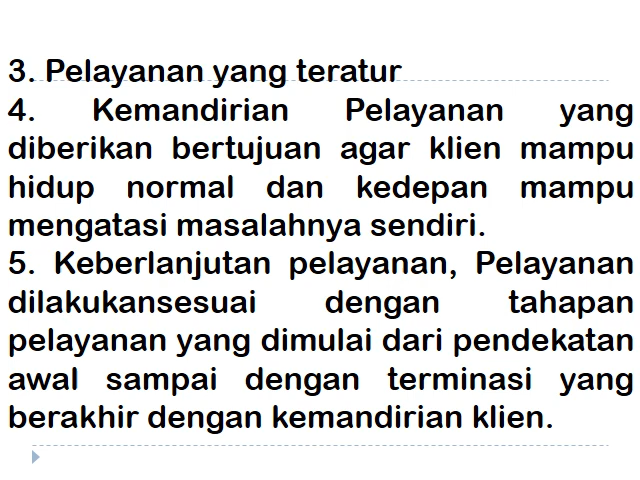 3. Pelayanan yang teratur
4. Kemandirian Pelayanan yang
diberikan bertujuan agar klien mampu
hidup normal dan kedepan mampu
mengatasi masalahnya sendiri.
5. Keberlanjutan pelayanan, Pelayanan
dilakukansesuai dengan tahapan
pelayanan yang dimulai dari pendekatan
awal sampai dengan terminasi yang
berakhir dengan kemandirian klien.